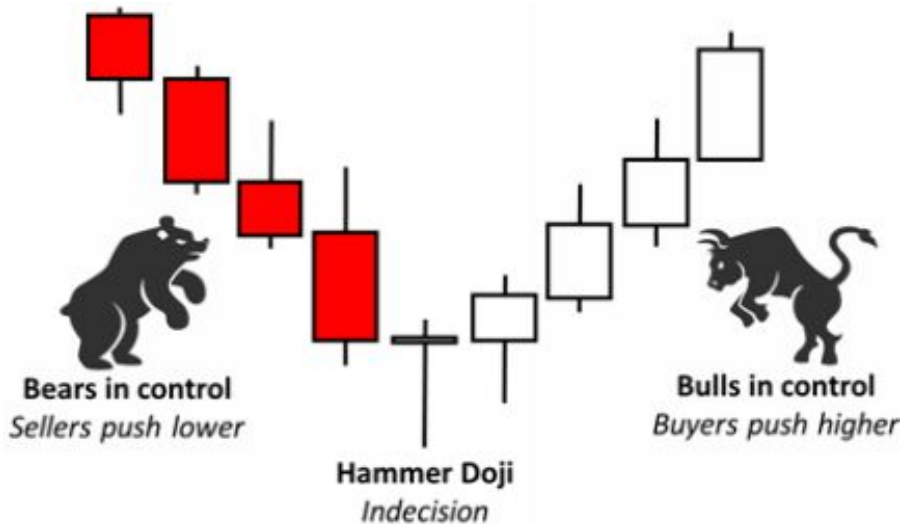 Bears in control
Sellers push lower
Hammer Doji
Indecision
Bulls in control
Buyers push higher